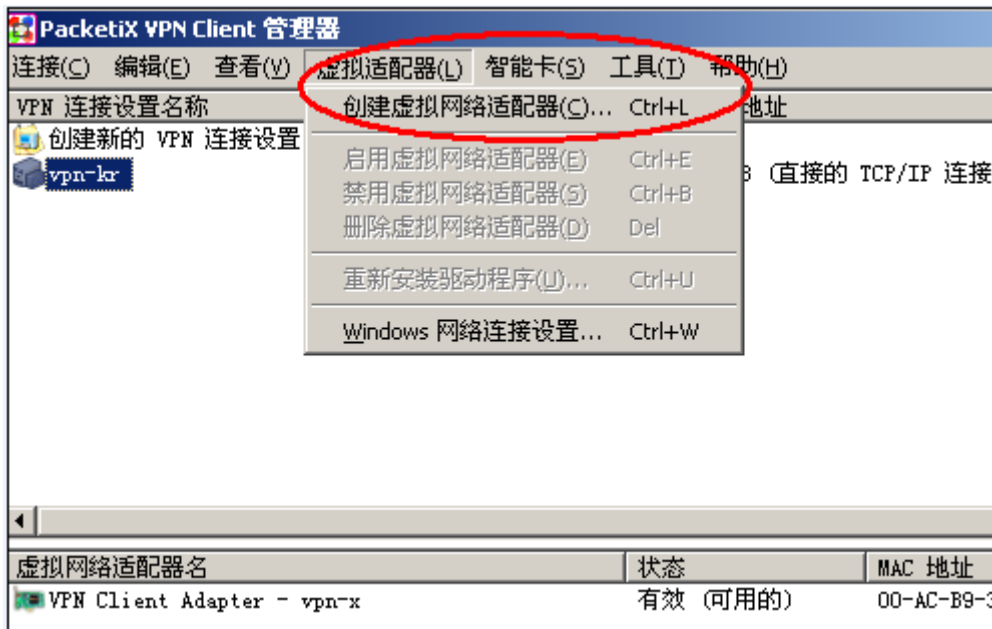 PacketiX VPN Client 管理器
连接(C) 编辑(E) 查看(V) 虚拟适配器(L) 智能卡(S) 工具(T) 帮助(H)
VPN 连接设置名称 地址
创建虚拟网络适配器(C)... Ctrl+L
创建新的 VPN 连接设置
启用虚拟网络适配器(E) Ctrl+E
vpn-kr (直接的 TCP/IP 连接
禁用虚拟网络适配器(S) Ctrl+B
删除虚拟网络适配器(D) Del
重新安装驱动程序(U)... Ctrl+U
Windows 网络连接设置... Ctrl+W
虚拟网络适配器名 状态 MAC 地址
VPN Client Adapter - vpn-x 有效 (可用的) 00-AC-B9-3